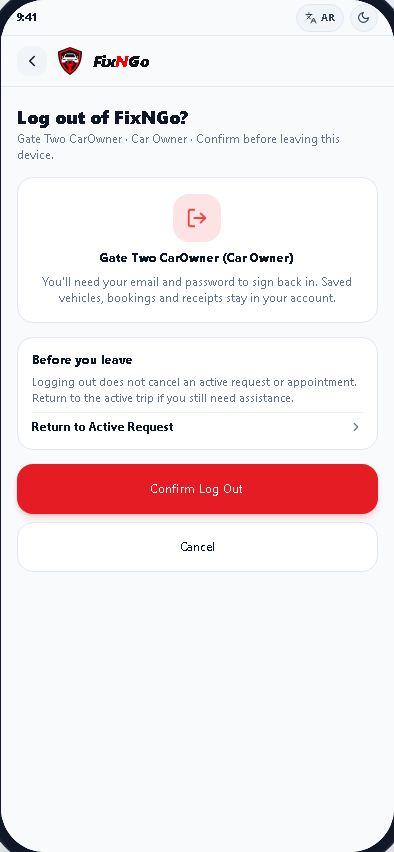 9:41
AR
FixNGo
Log out of FixNGo?
Gate Two CarOwner · Car Owner · Confirm before leaving this
device.
Gate Two CarOwner (Car Owner)
You'll need your email and password to sign back in. Saved
vehicles, bookings and receipts stay in your account.
Before you leave
Logging out does not cancel an active request or appointment.
Return to the active trip if you still need assistance.
Return to Active Request
Confirm Log Out
Cancel